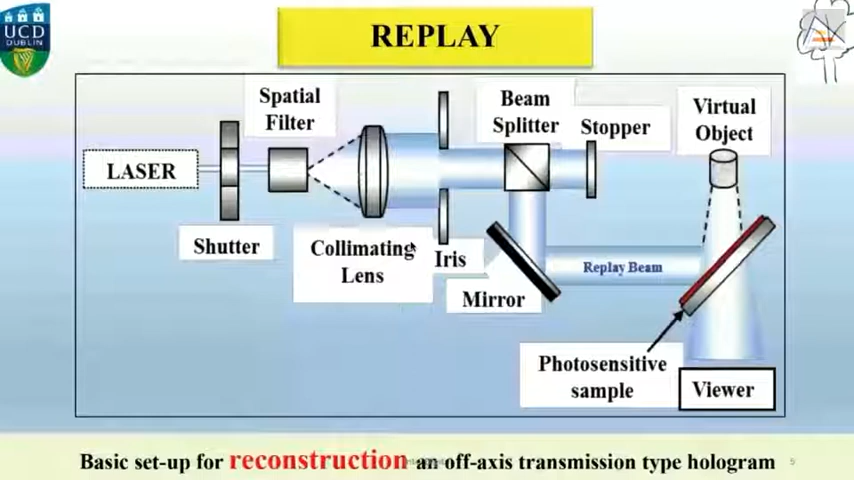 REPLAY
UCD
DUBLIN
Spatial
Filter
Beam
Splitter
Stopper
Virtual
Object
LASER
Shutter
Collimating
Lens
Iris
Mirror
Replay Beam
Photosensitive
sample
Viewer
Basic set-up for reconstruction an off-axis transmission type hologram